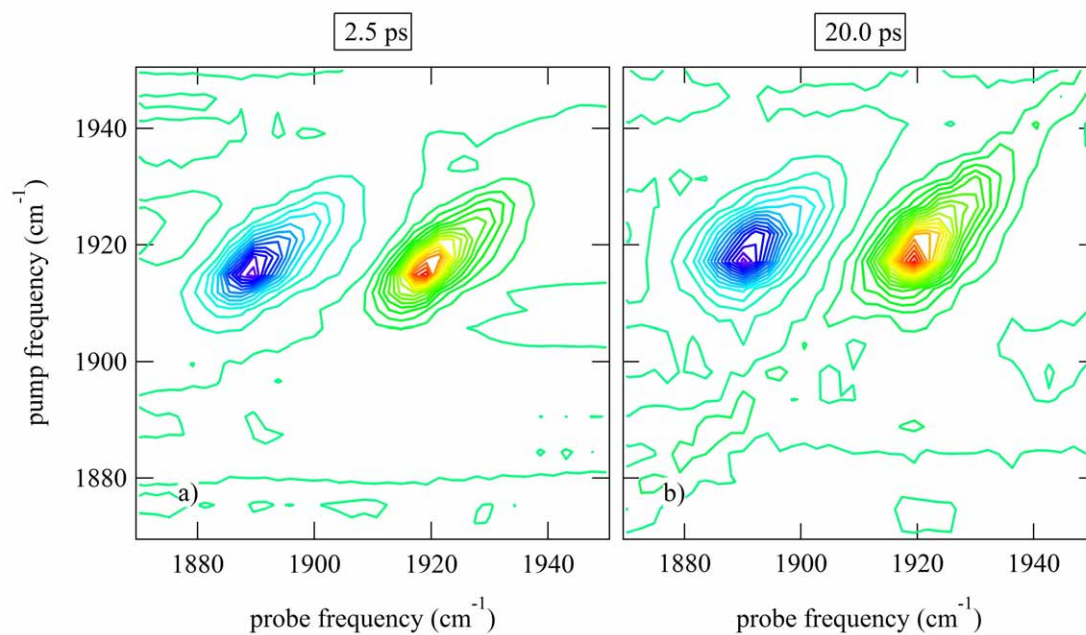 2.5 ps
20.0 ps
pump frequency (cm⁻¹)
1940
1920
1900
1880
a)
b)
1880 1900 1920 1940
1880 1900 1920 1940
probe frequency (cm⁻¹)
probe frequency (cm⁻¹)